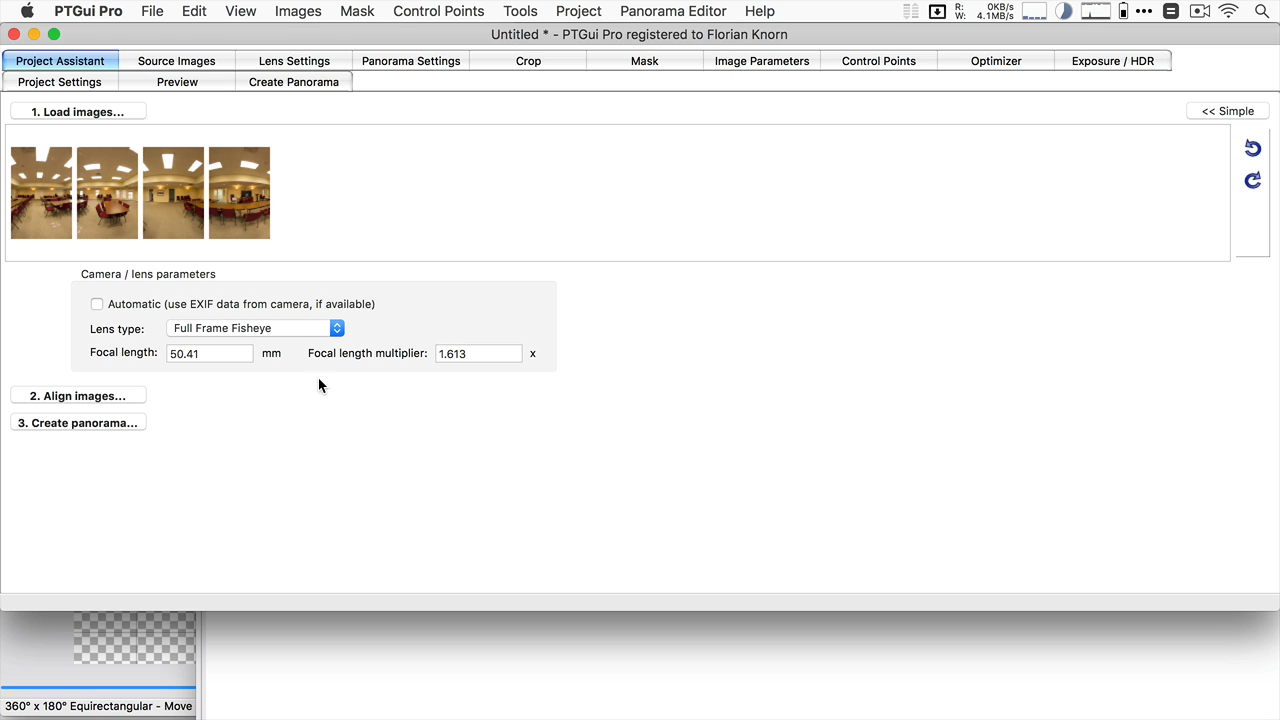 PTGui Pro File Edit View Images Mask Control Points Tools Project Panorama Editor Help R: 0KB/s
W: 4.1MB/s
Untitled * - PTGui Pro registered to Florian Knorn
Project Assistant Source Images Lens Settings Panorama Settings Crop Mask Image Parameters Control Points Optimizer Exposure / HDR
Project Settings Preview Create Panorama
1. Load images... << Simple
Camera / lens parameters
Automatic (use EXIF data from camera, if available)
Lens type: Full Frame Fisheye
Focal length: 50.41 mm Focal length multiplier: 1.613 x
2. Align images...
3. Create panorama...
360° x 180° Equirectangular - Move